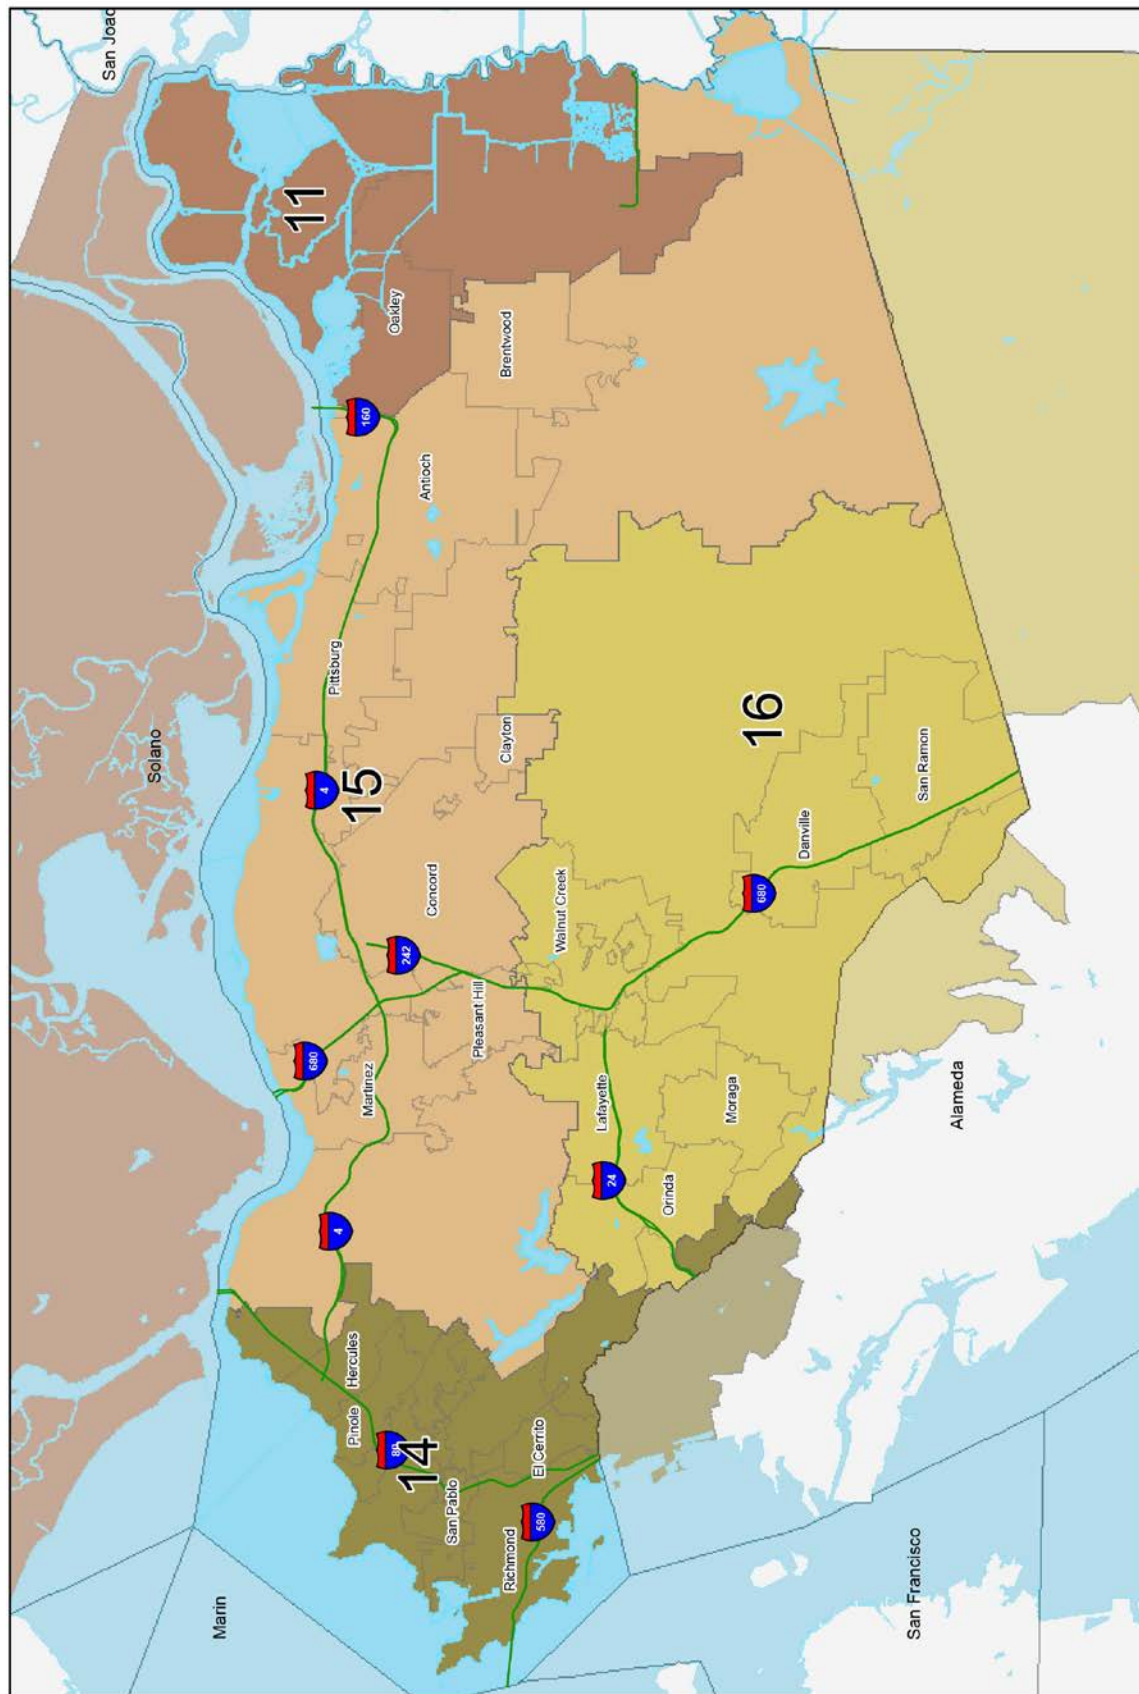 Marin
Solano
San Joac
11
680
4
160
4
15
Pinole
Hercules
Martinez
Pittsburg
Oakley
80
14
242
San Pablo
Concord
Antioch
Pleasant Hill
Richmond
580
El Cerrito
Clayton
Brentwood
Walnut Creek
24
Lafayette
Orinda
Moraga
680
16
Danville
San Francisco
Alameda
San Ramon